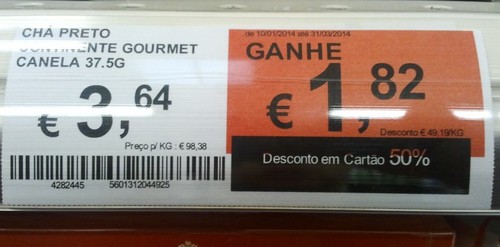 CHÁ PRETO
CONTINENTE GOURMET
CANELA 37.5G
€ 3,64
Preço p/ KG : € 98,38
4282445 5601312044925
de 10/01/2014 até 31/03/2014
GANHE
€ 1,82
Desconto € 49,19/KG
Desconto em Cartão 50%